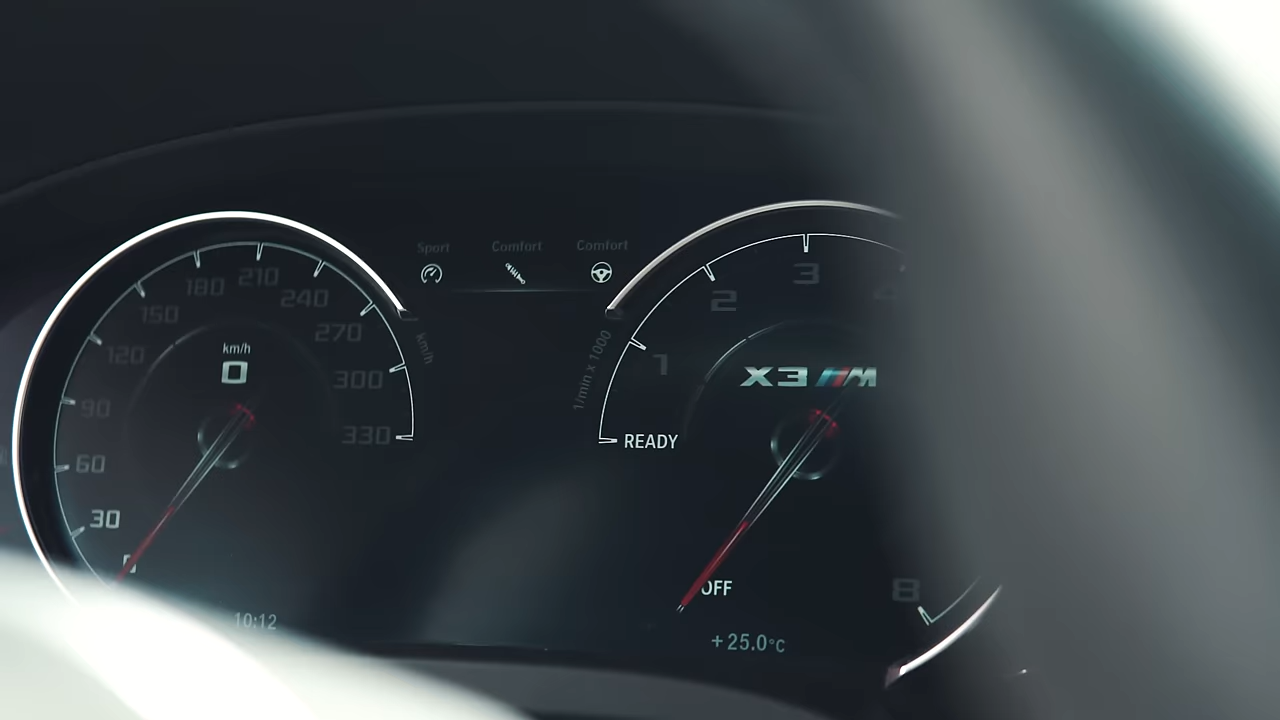 Sport Comfort Comfort
km/h
0
30
60
90
120
150
180
210
240
270
300
330
km/h
1/min x 1000
READY
1
2
3
4
8
X3 M
OFF
10:12
+25.0°C